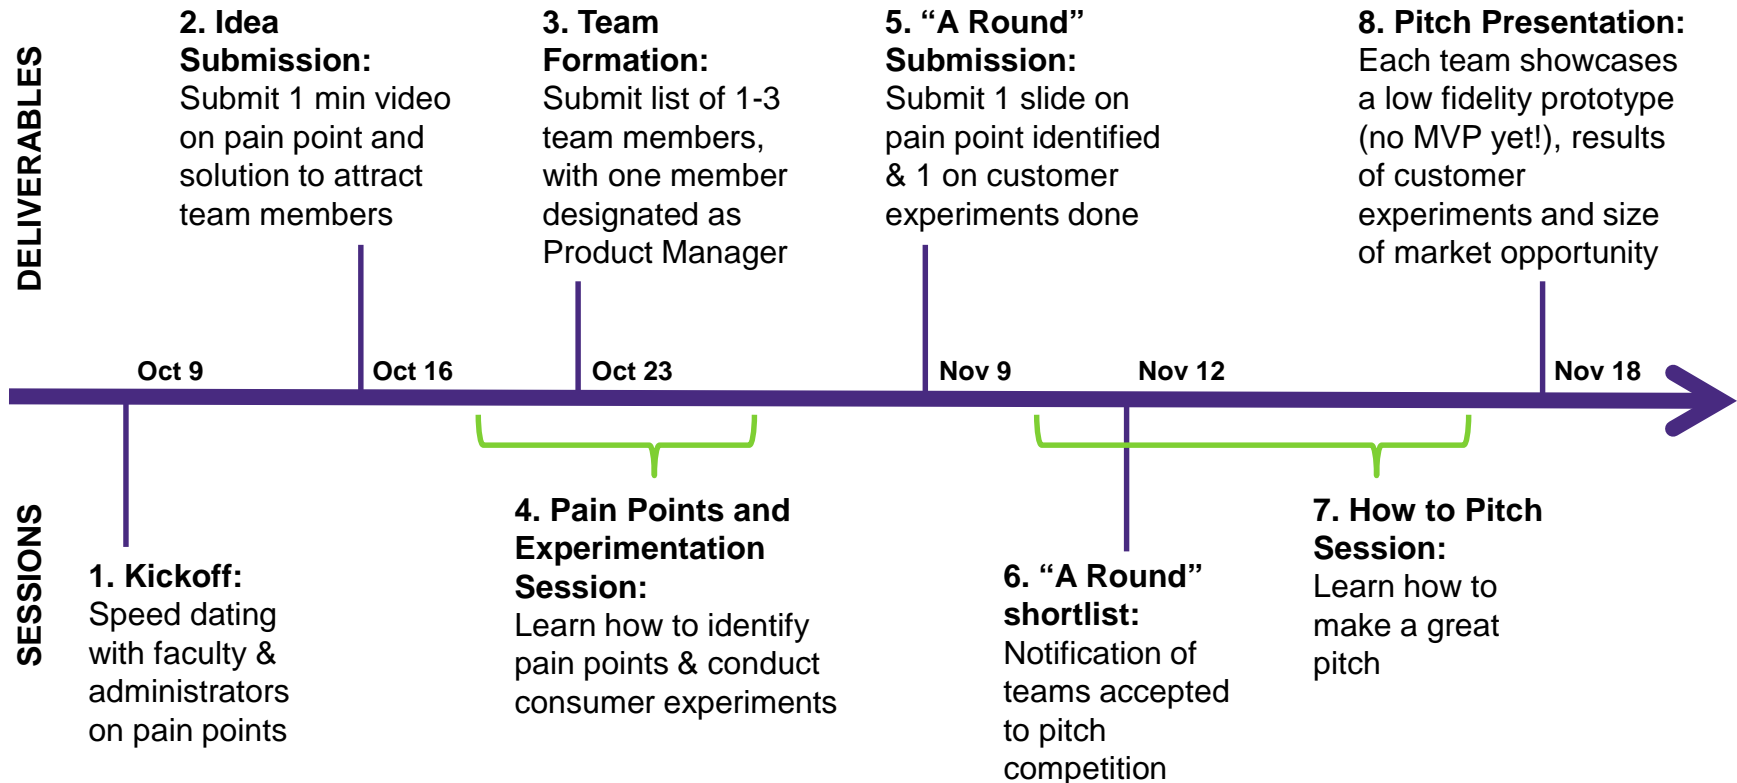 DELIVERABLES
2. Idea
Submission:
Submit 1 min video
on pain point and
solution to attract
team members
3. Team
Formation:
Submit list of 1-3
team members,
with one member
designated as
Product Manager
5. “A Round”
Submission:
Submit 1 slide on
pain point identified
& 1 on customer
experiments done
8. Pitch Presentation:
Each team showcases
a low fidelity prototype
(no MVP yet!), results
of customer
experiments and size
of market opportunity
Oct 9
Oct 16
Oct 23
Nov 9
Nov 12
Nov 18
SESSIONS
1. Kickoff:
Speed dating
with faculty &
administrators
on pain points
4. Pain Points and
Experimentation
Session:
Learn how to identify
pain points & conduct
consumer experiments
6. “A Round”
shortlist:
Notification of
teams accepted
to pitch
competition
7. How to Pitch
Session:
Learn how to
make a great
pitch